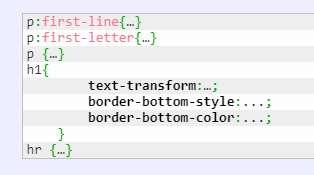 p:first-line{…}
p:first-letter{…}
p {…}
h1{
text-transform:…;
border-bottom-style:...;
border-bottom-color:...;
}
hr {…}